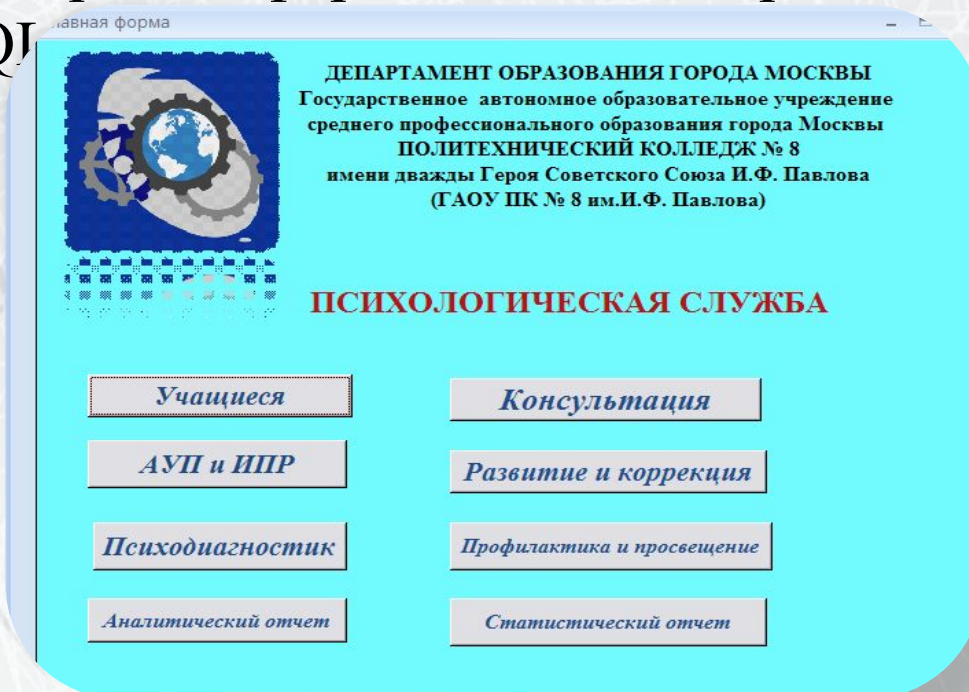 главная форма
ДЕПАРТАМЕНТ ОБРАЗОВАНИЯ ГОРОДА МОСКВЫ
Государственное автономное образовательное учреждение
среднего профессионального образования города Москвы
ПОЛИТЕХНИЧЕСКИЙ КОЛЛЕДЖ № 8
имени дважды Героя Советского Союза И.Ф. Павлова
(ГАОУ ПК № 8 им.И.Ф. Павлова)
ПСИХОЛОГИЧЕСКАЯ СЛУЖБА
Учащиеся
Консультация
АУП и ИПР
Развитие и коррекция
Психодиагностик
Профилактика и просвещение
Аналитический отчет
Статистический отчет